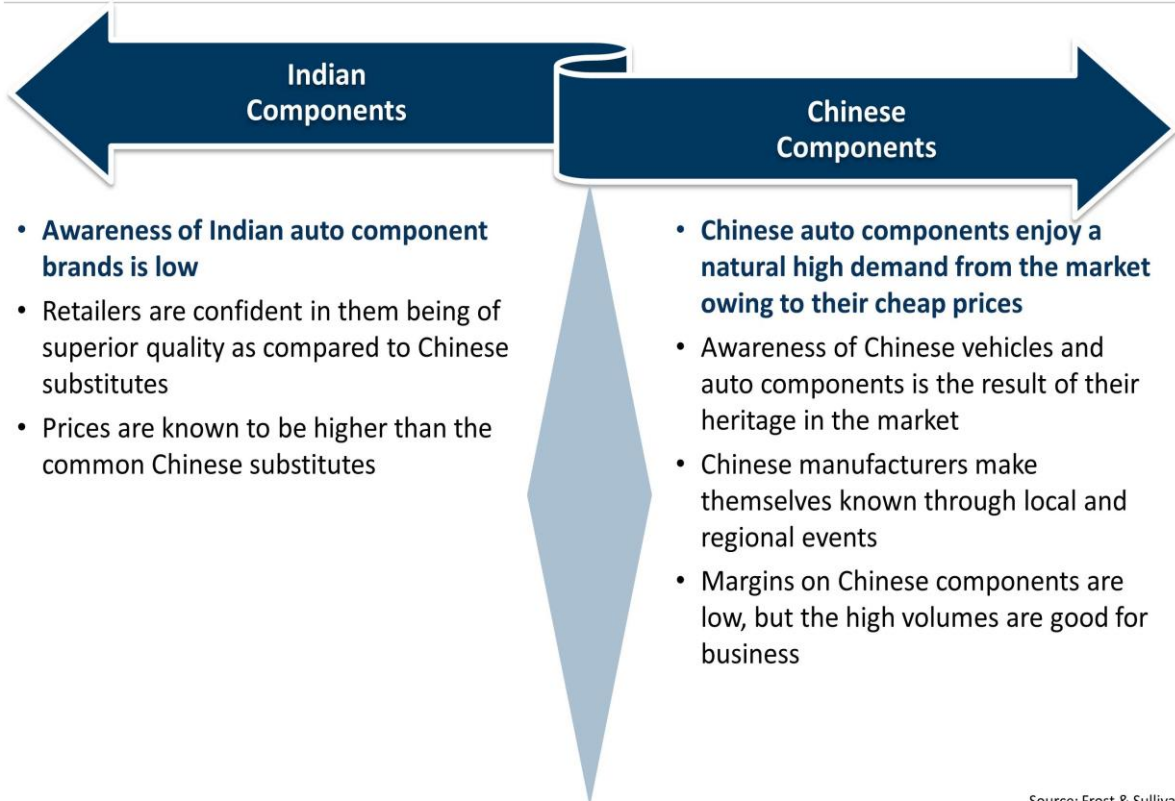 Indian
Components
Chinese
Components
• Awareness of Indian auto component
brands is low
• Retailers are confident in them being of
superior quality as compared to Chinese
substitutes
• Prices are known to be higher than the
common Chinese substitutes
• Chinese auto components enjoy a
natural high demand from the market
owing to their cheap prices
• Awareness of Chinese vehicles and
auto components is the result of their
heritage in the market
• Chinese manufacturers make
themselves known through local and
regional events
• Margins on Chinese components are
low, but the high volumes are good for
business
Source: Frost &